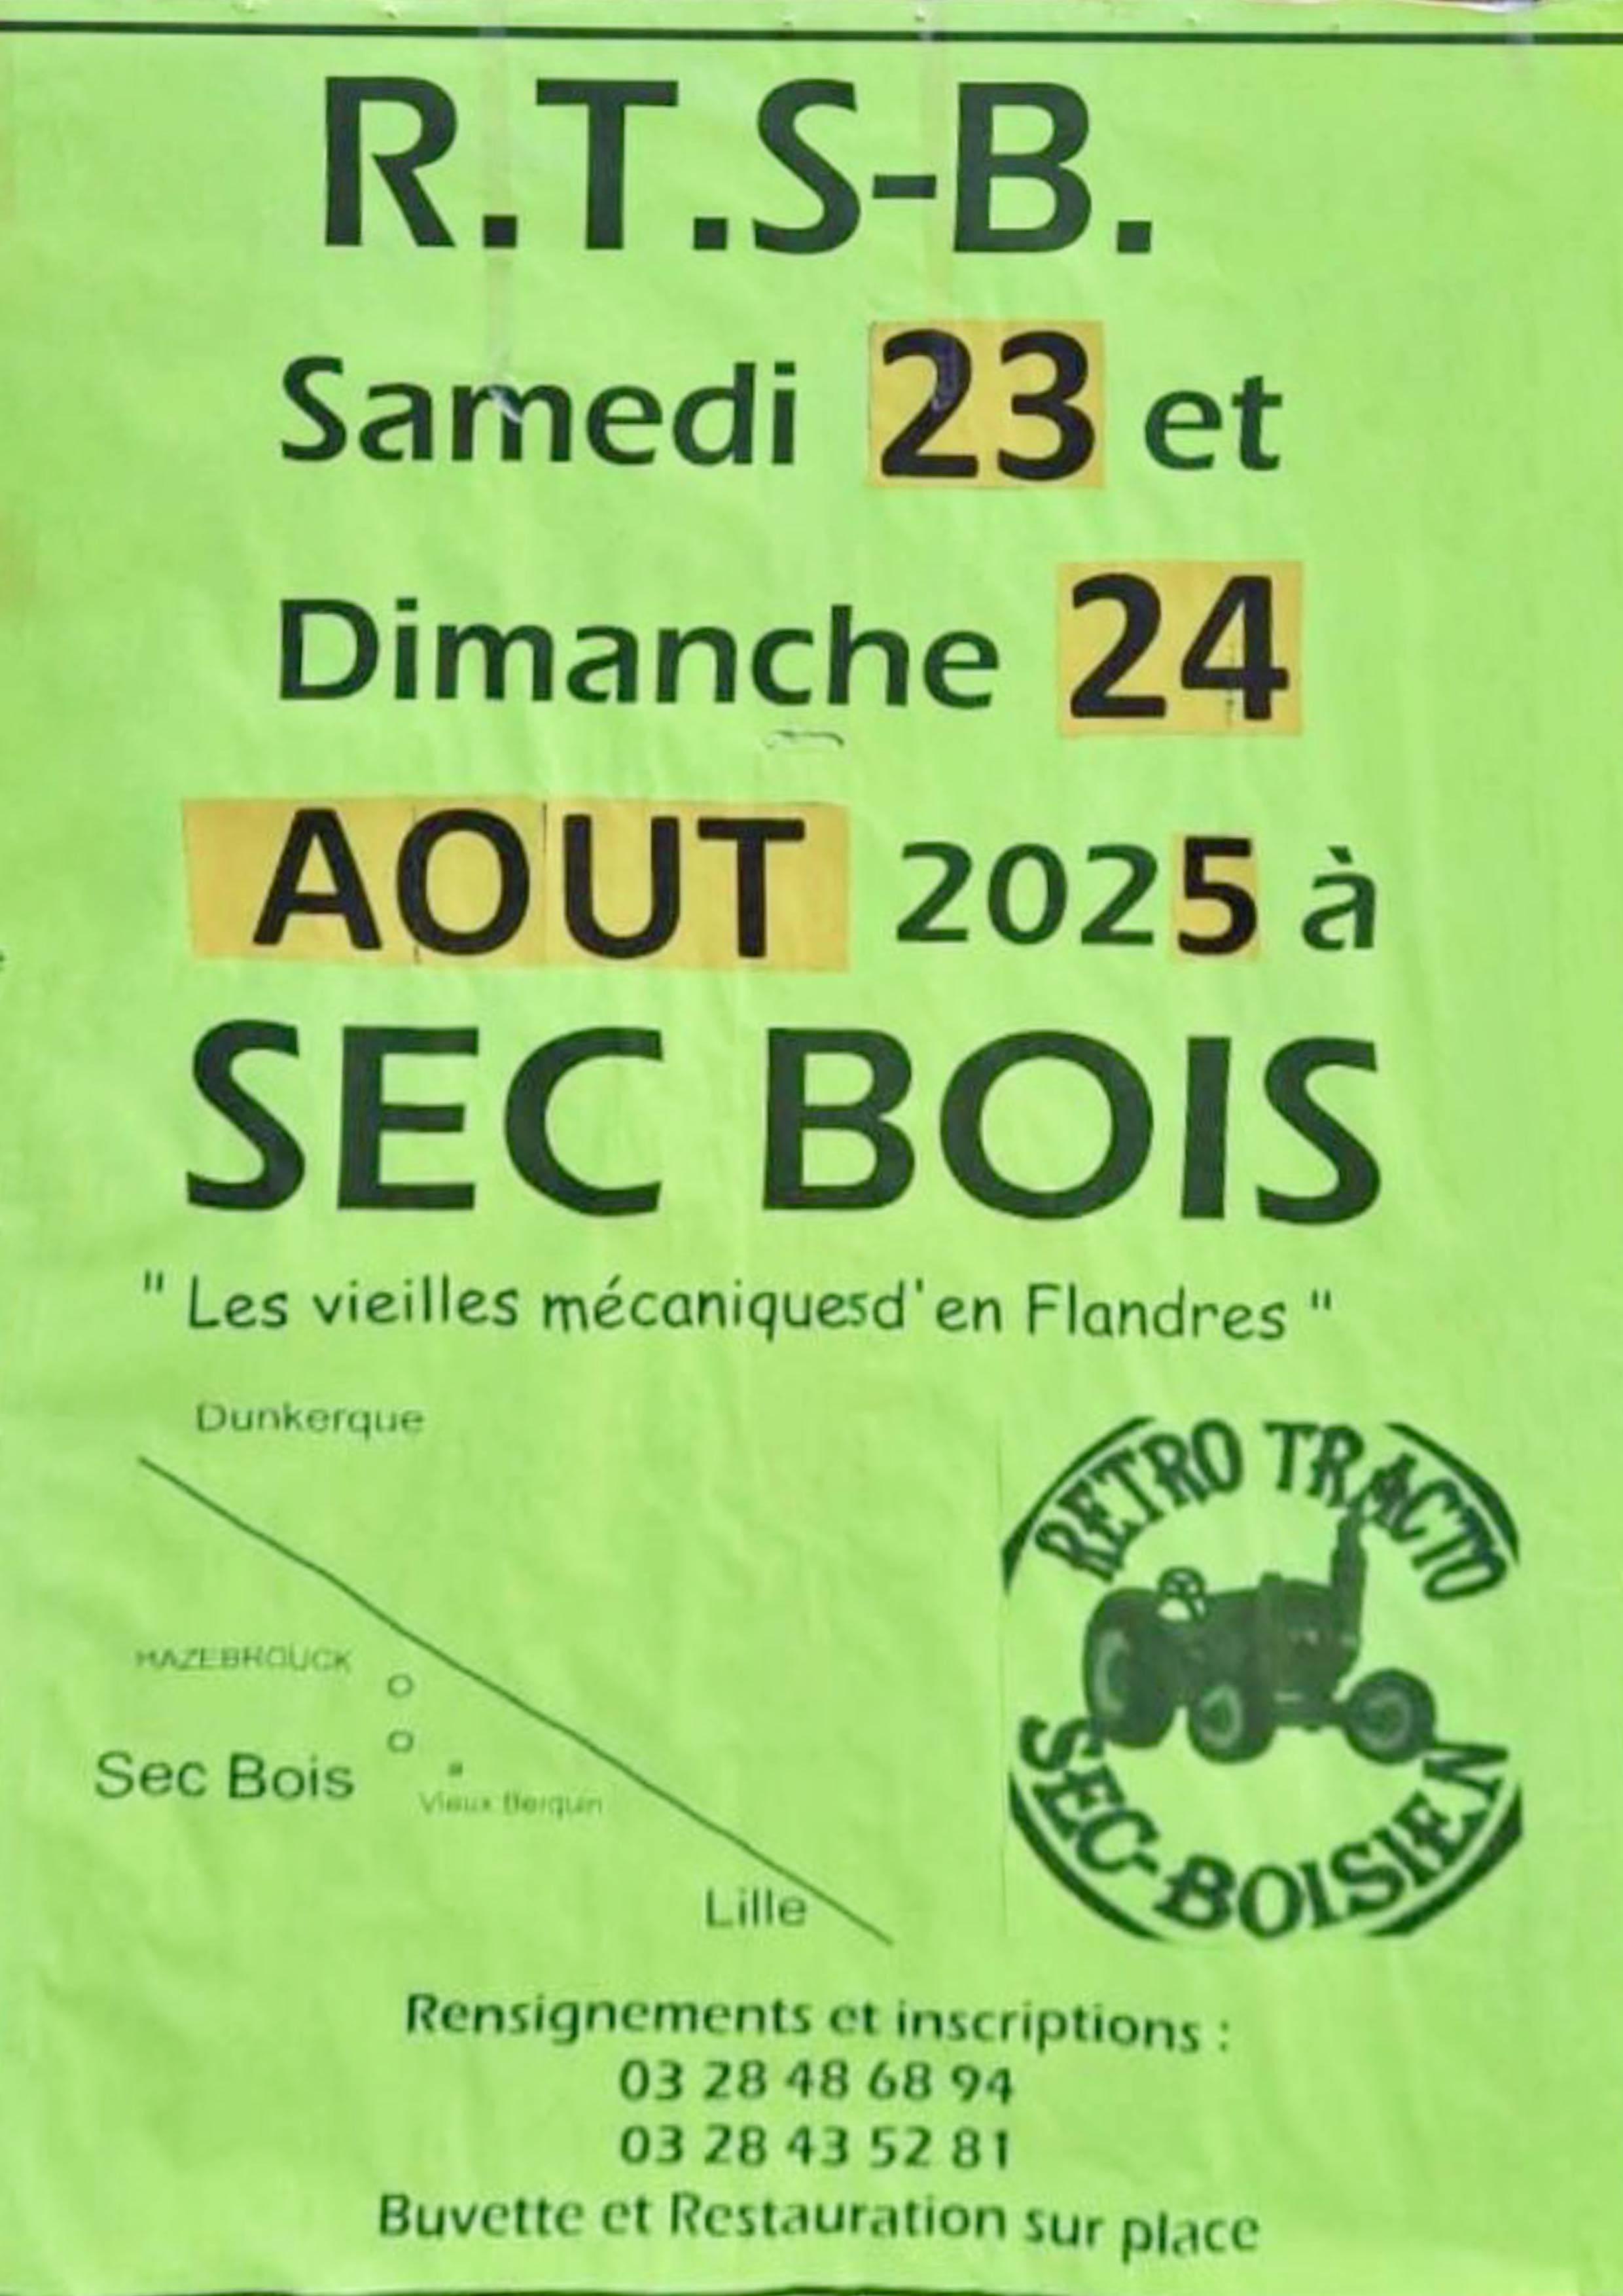 R.T.S-B.
Samedi 23 et
Dimanche 24
AOUT 2025 à
SEC BOIS
" Les vieilles mécaniquesd'en Flandres "
Dunkerque
HAZEBROUCK
Sec Bois
Vieux Berquin
Lille
RETRO TRACTO
SEC-BOISIEN
Rensignements et inscriptions :
03 28 48 68 94
03 28 43 52 81
Buvette et Restauration sur place